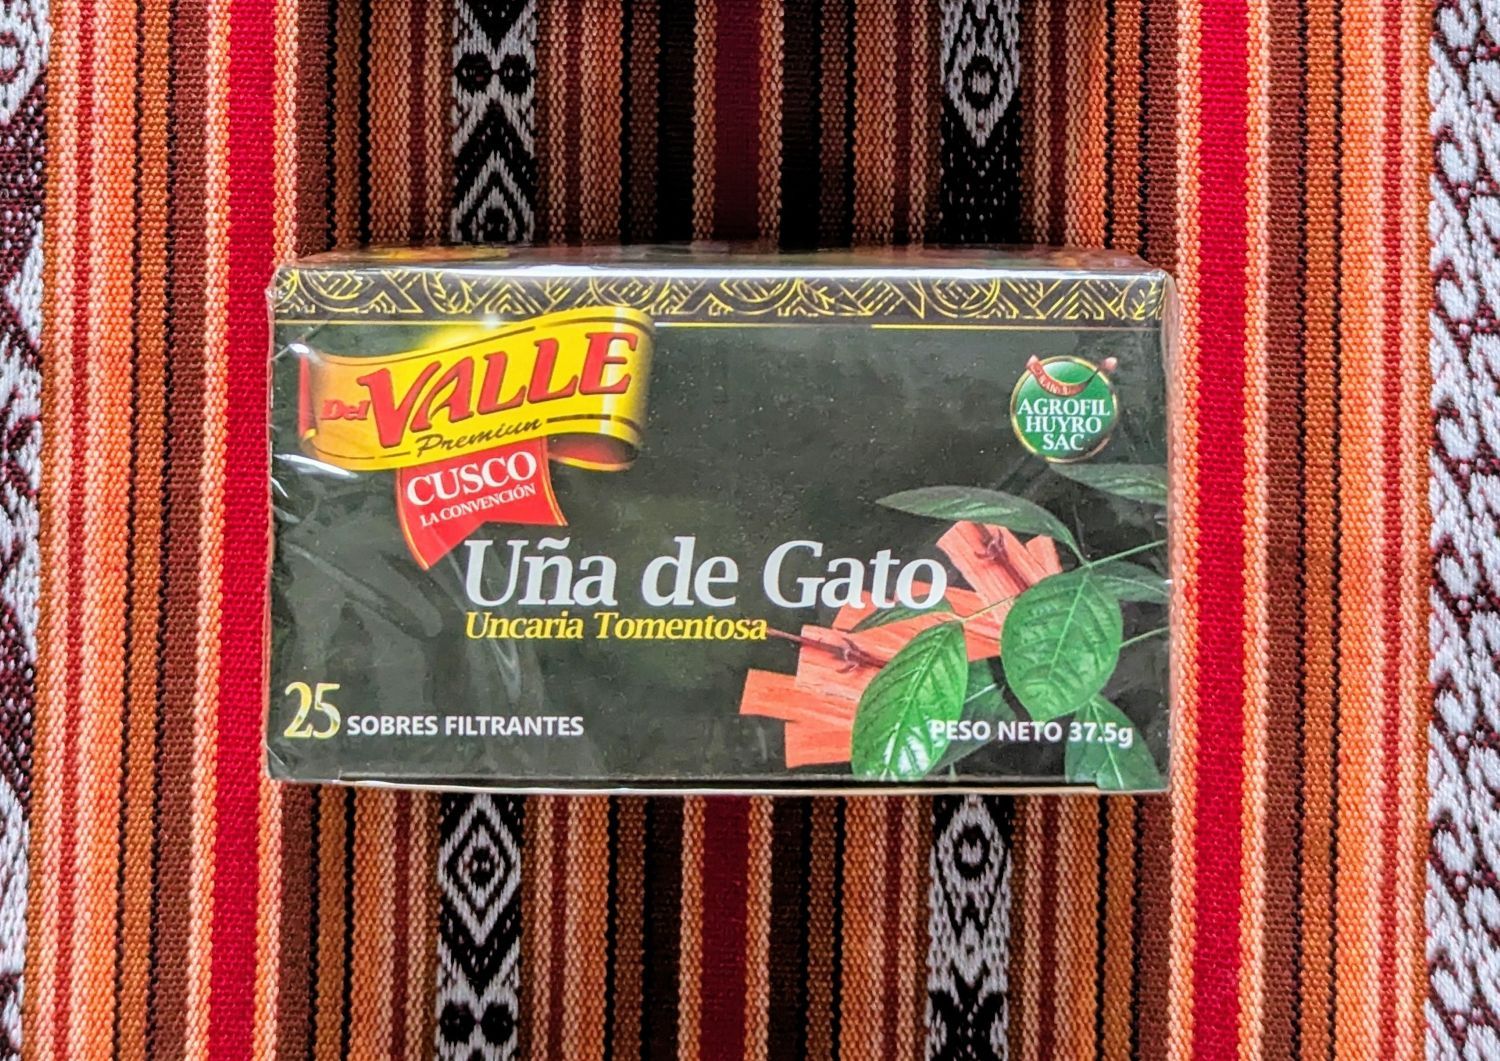 Del VALLE
Premiun
CUSCO
LA CONVENCIÓN
AGROFIL
HUYRO
SAC
Uña de Gato
Uncaria Tomentosa
25 SOBRES FILTRANTES
PESO NETO 37.5g